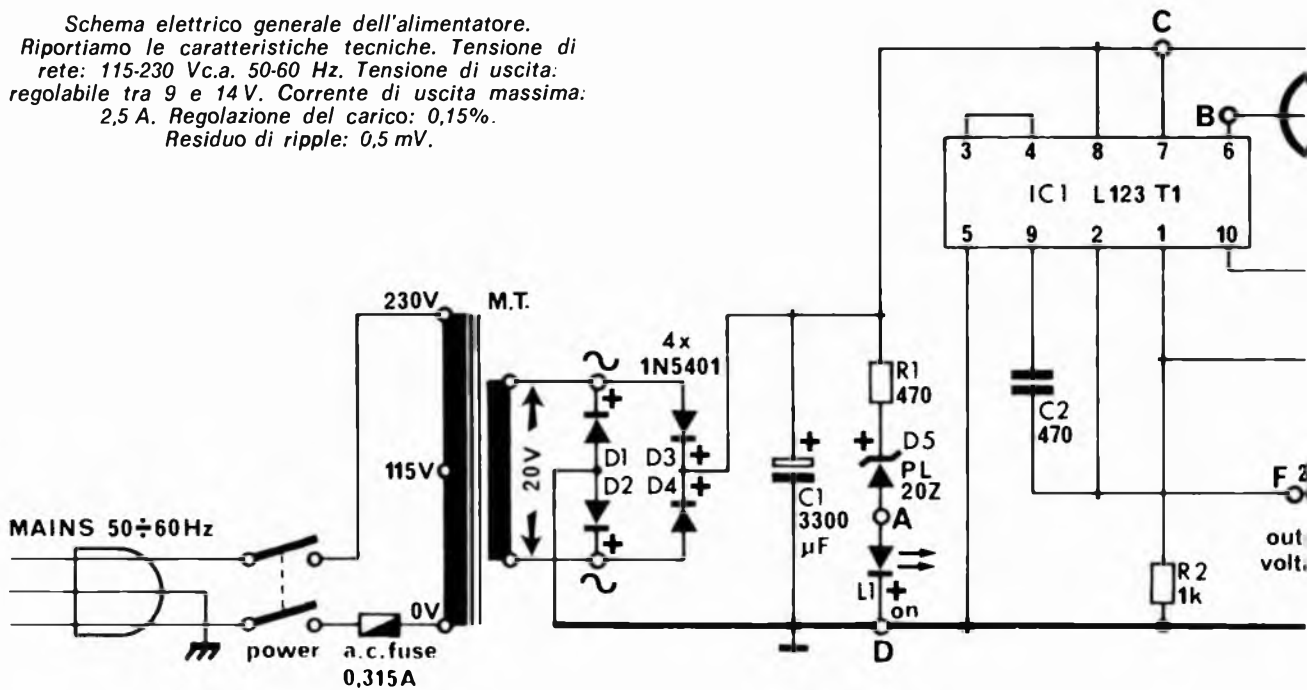 Schema elettrico generale dell'alimentatore.
Riportiamo le caratteristiche tecniche. Tensione di
rete: 115-230 Vc.a. 50-60 Hz. Tensione di uscita:
regolabile tra 9 e 14 V. Corrente di uscita massima:
2,5 A. Regolazione del carico: 0,15%.
Residuo di ripple: 0,5 mV.
C
B
3 4 8 7 6
IC1 L123 T1
5 9 2 1 10
230V
M.T.
4x
1N5401
+
R1
470
C2
470
115V
20V
D1
D2
D3 +
D4 +
+
C1
3300
µF
+ D5
PL
20Z
A
F 2
MAINS 50÷60Hz
out
volt
+
L1 +
on
R2
1k
0V
D
power
a.c.fuse
0,315A